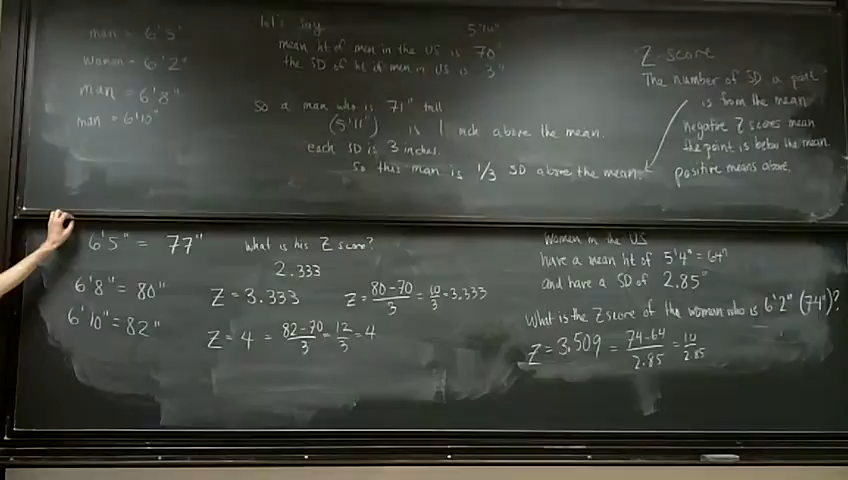 man = 6'5"
woman = 6'2"
man = 6'8"
man = 6'10"
let's say
5'10"
mean ht of men in the US is 70"
the SD of ht of men in US is 3"
so a man who is 71" tall
(5'11") is 1 inch above the mean.
each SD is 3 inches.
so this man is 1/3 SD above the mean.
Z-score
The number of SD a point
is from the mean
negative Z scores mean
the point is below the mean
positive means above.
6'5" = 77"
6'8" = 80"
6'10" = 82"
what is his Z score?
2.333
Z = 3.333 Z = 80-70/3 = 10/3 = 3.333
Z = 4 = 82-70/3 = 12/3 = 4
Women in the US
have a mean ht of 5'4" = 64"
and have a SD of 2.85"
What is the Z score of the woman who is 6'2" (74")?
Z = 3.509 = 74-64/2.85 = 10/2.85